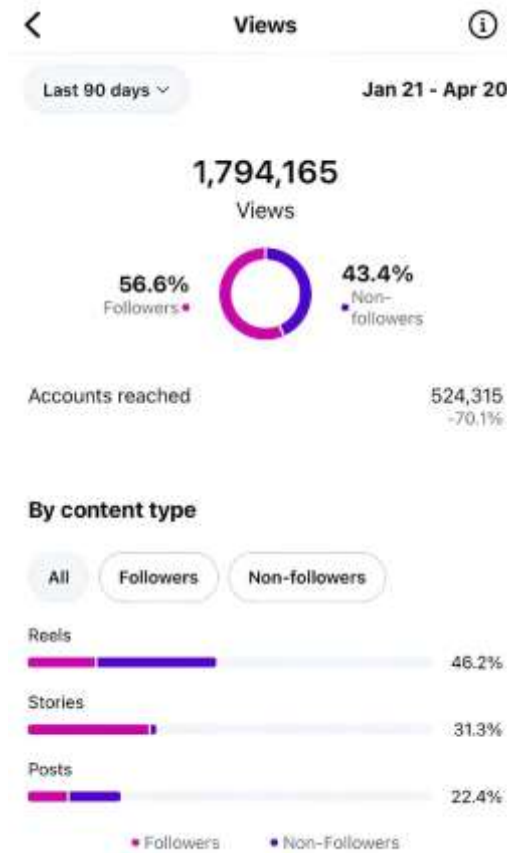 Views
Last 90 days
Jan 21 - Apr 20
1,794,165
Views
56.6%
Followers
43.4%
Non-
followers
Accounts reached
524,315
-70.1%
By content type
All
Followers
Non-followers
Reels
46.2%
Stories
31.3%
Posts
22.4%
Followers
Non-Followers